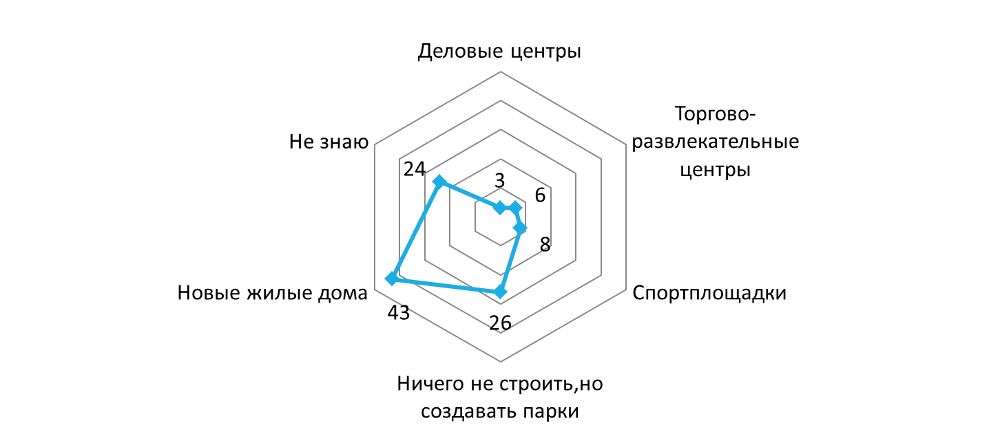 Деловые центры
Торгово-
развлекательные
центры
Не знаю
24
3
6
8
Новые жилые дома
43
26
Спортплощадки
Ничего не строить,но
создавать парки